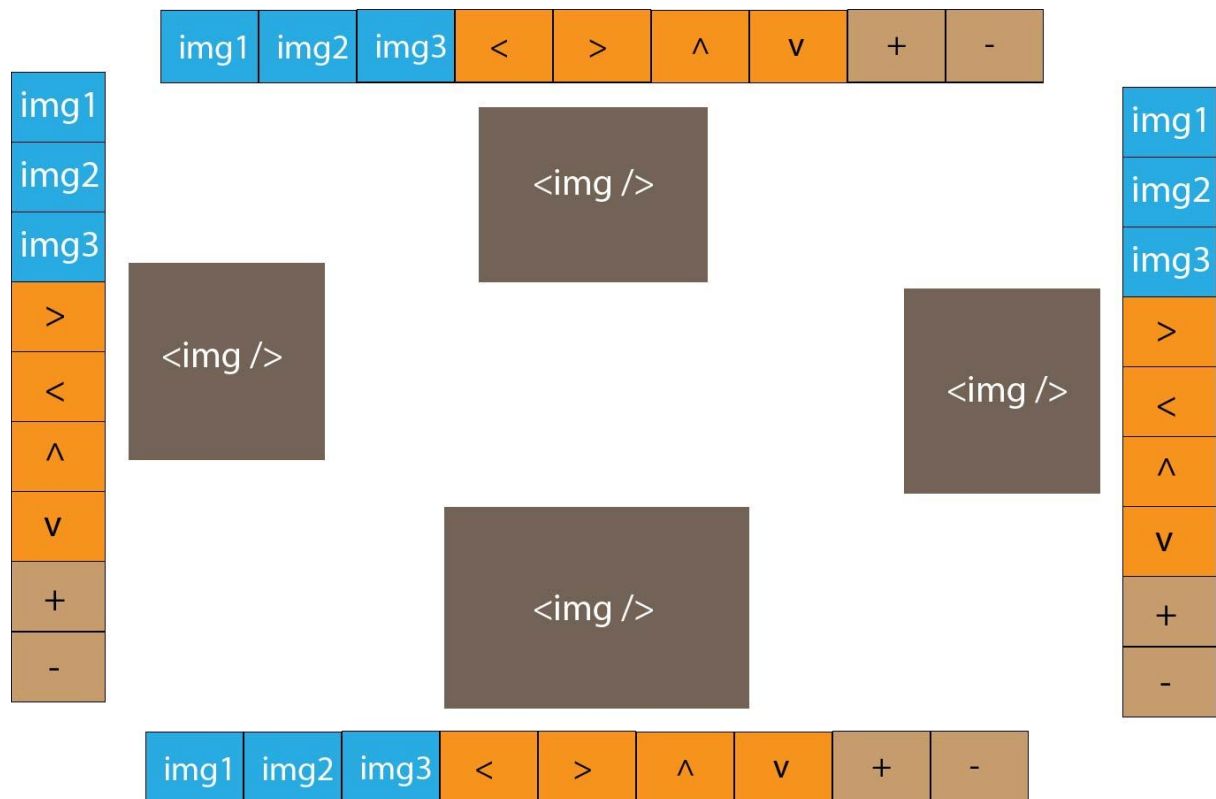 img1 img2 img3 < > ^ v + -
img1
img2
img3
>
<
^
v
+
-
<img />
<img />
<img />
<img />
img1
img2
img3
>
<
^
v
+
-
img1 img2 img3 < > ^ v + -